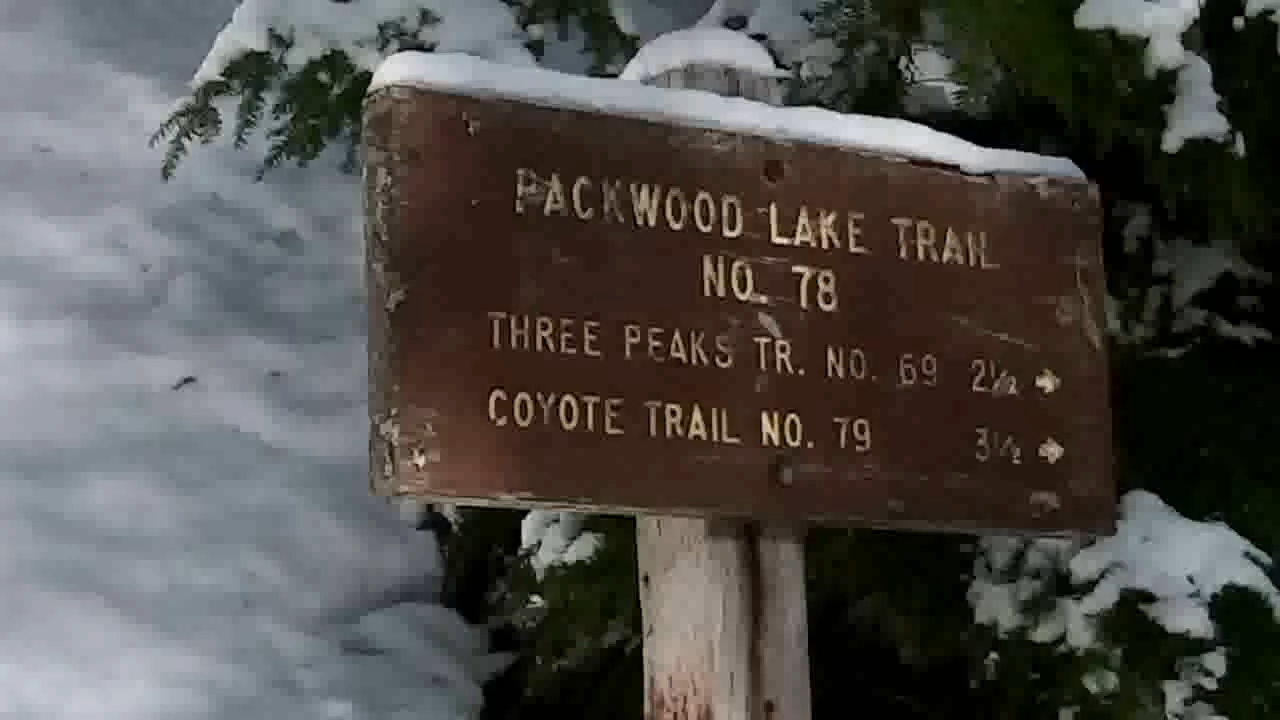 PACKWOOD LAKE TRAIL
NO. 78
THREE PEAKS TR. NO. 69 2½ →
COYOTE TRAIL NO. 79 3½ →